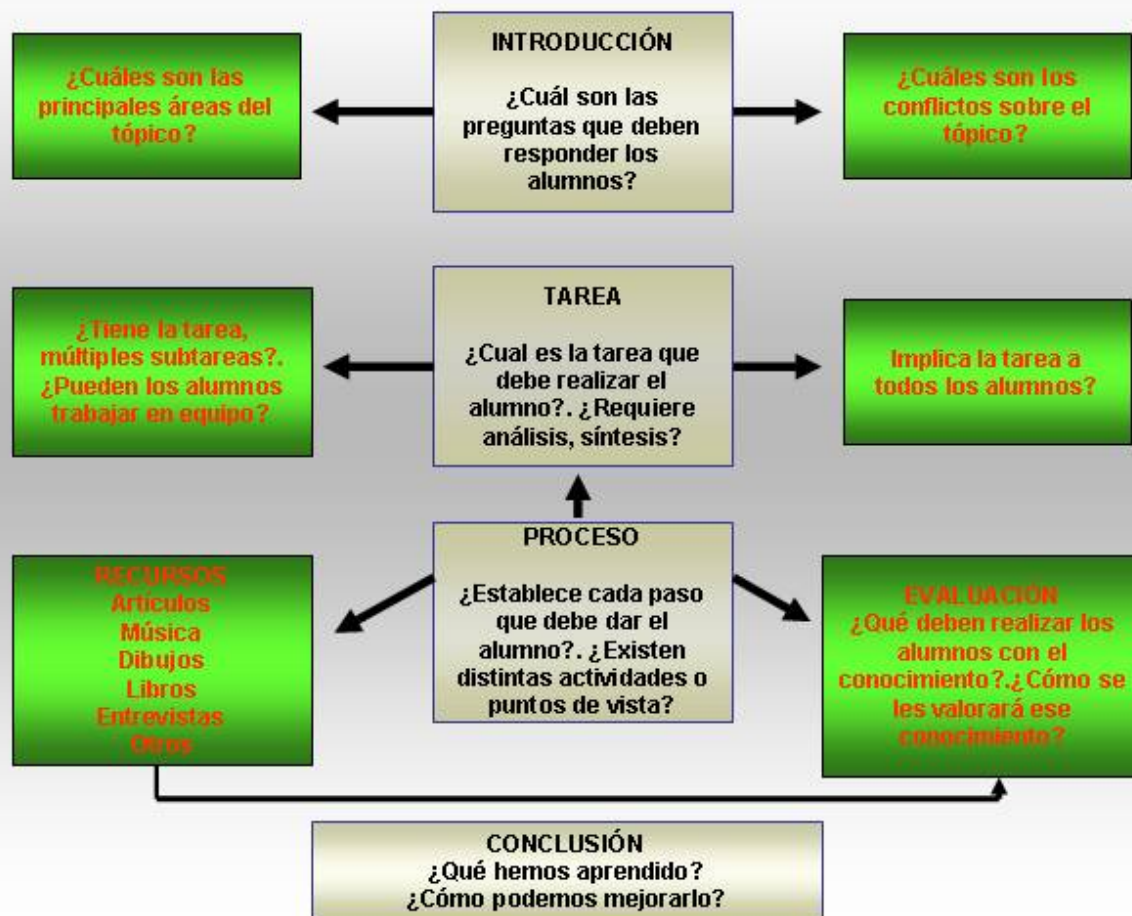 INTRODUCCIÓN
¿Cuál son las
preguntas que deben
responder los
alumnos?
¿Cuáles son las
principales áreas del
tópico?
¿Cuáles son los
conflictos sobre el
tópico?
TAREA
¿Cual es la tarea que
debe realizar el
alumno?. ¿Requiere
análisis, síntesis?
¿Tiene la tarea,
múltiples subtareas?.
¿Pueden los alumnos
trabajar en equipo?
Implica la tarea a
todos los alumnos?
PROCESO
¿Establece cada paso
que debe dar el
alumno?. ¿Existen
distintas actividades o
puntos de vista?
RECURSOS
Artículos
Música
Dibujos
Libros
Entrevistas
Otros
EVALUACIÓN
¿Qué deben realizar los
alumnos con el
conocimiento?.¿Cómo se
les valorará ese
conocimiento?
CONCLUSIÓN
¿Qué hemos aprendido?
¿Cómo podemos mejorarlo?